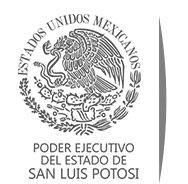 ESTADOS UNIDOS MEXICANOS
PODER EJECUTIVO
DEL ESTADO DE
SAN LUIS POTOSI